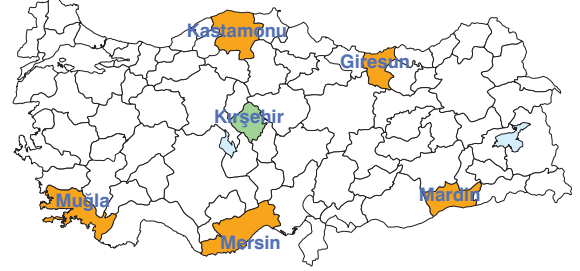 Kastamonu
Giresun
Kırşehir
Muğla
Mardin
Mersin